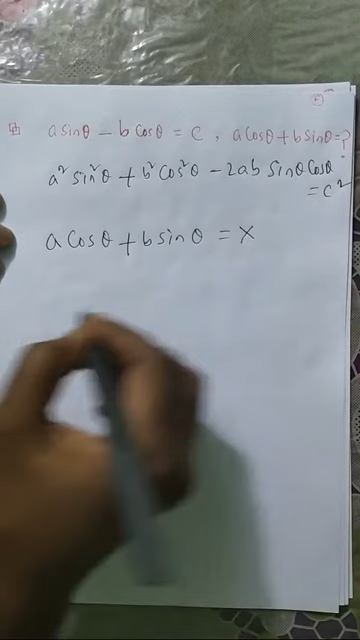 a sinθ - b cosθ = c, a cosθ + b sinθ = ?
a² sin²θ + b² cos²θ - 2ab sinθ cosθ
= c²
a cosθ + b sinθ = x